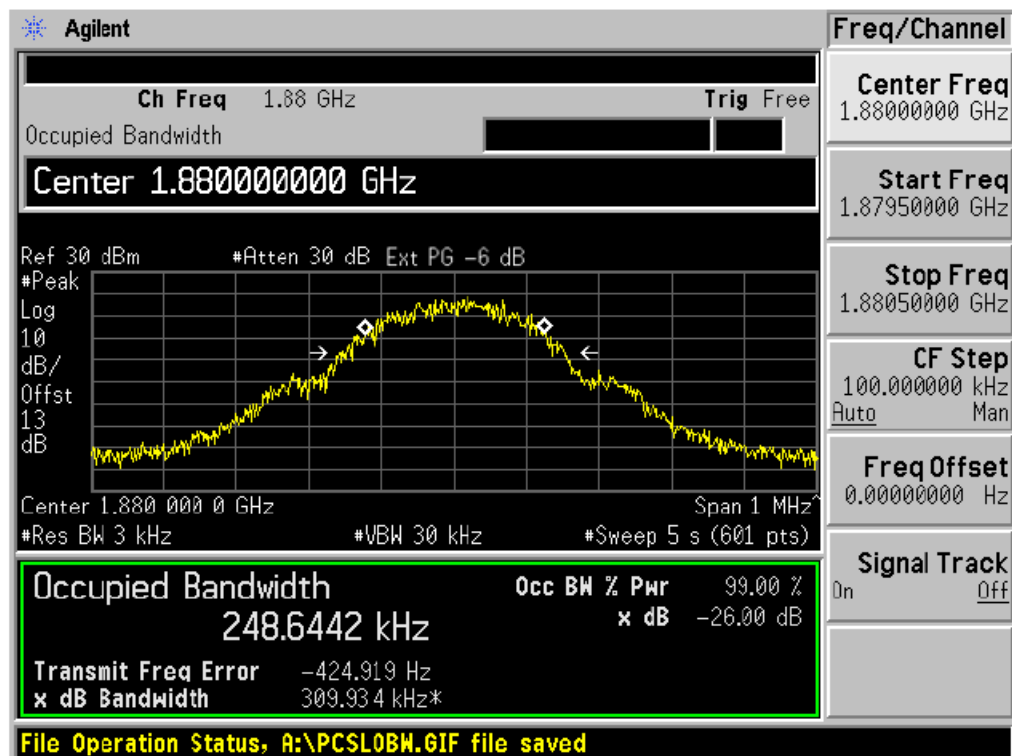 Agilent
Freq/Channel
Ch Freq 1.88 GHz Trig Free
Occupied Bandwidth
Center 1.880000000 GHz
Ref 30 dBm #Atten 30 dB Ext PG -6 dB
#Peak
Log
10
dB/
Offst
13
dB
Center 1.880 000 0 GHz Span 1 MHz^
#Res BW 3 kHz #VBW 30 kHz #Sweep 5 s (601 pts)
Occupied Bandwidth
248.6442 kHz
Occ BW % Pwr 99.00 %
x dB -26.00 dB
Transmit Freq Error -424.919 Hz
x dB Bandwidth 309.934 kHz*
File Operation Status, A:\PCSLOBW.GIF file saved
Center Freq
1.88000000 GHz
Start Freq
1.87950000 GHz
Stop Freq
1.88050000 GHz
CF Step
100.000000 kHz
Auto Man
Freq Offset
0.00000000 Hz
Signal Track
On Off